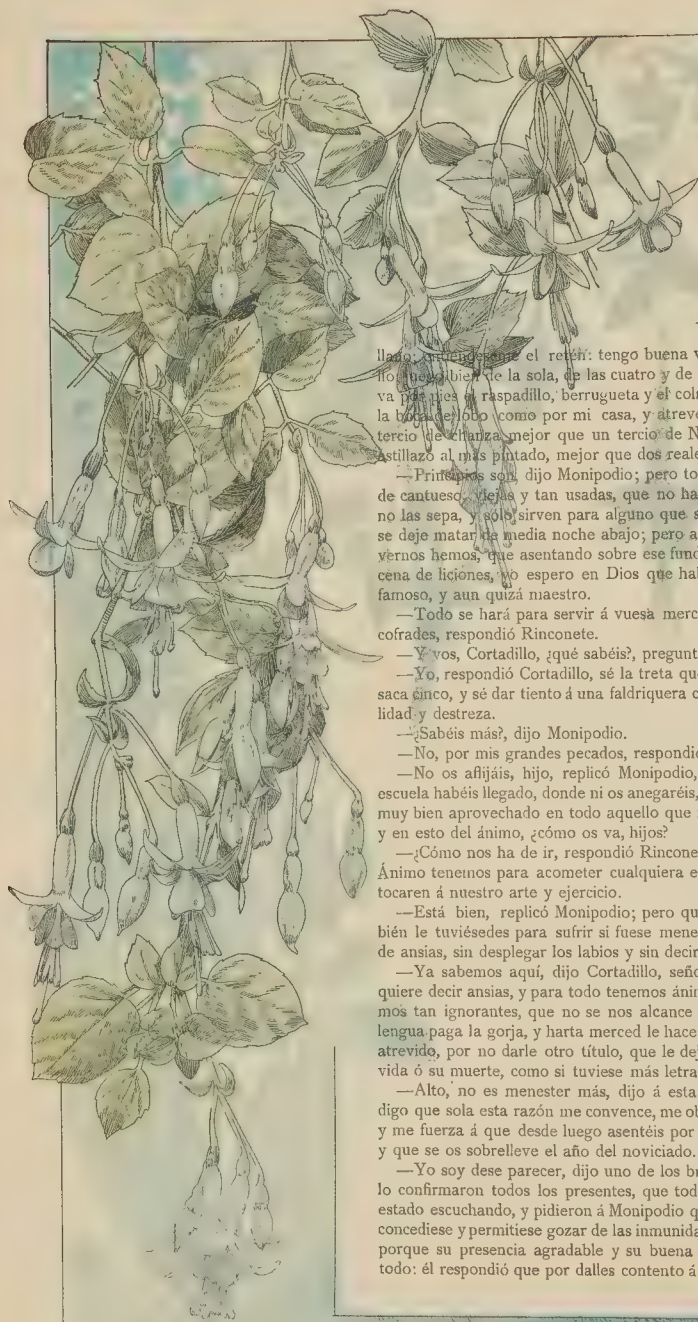 llano; entiéndeseme el retén: tengo buena v
llo juego bien de la sola, de las cuatro y de
va por pies el raspadillo, berrugueta y el coln
la boca de lobo como por mi casa, y atrevo
tercio de chanza mejor que un tercio de N
astillazo al más pintado, mejor que dos reale
—Principios son, dijo Monipodio; pero to
de cantueso, viejas y tan usadas, que no ha
no las sepa, y sólo sirven para alguno que s
se deje matar de media noche abajo; pero a
vernos hemos, que asentando sobre ese fund
cena de liciones, yo espero en Dios que hab
famoso, y aun quizá maestro.
—Todo se hará para servir á vuesa merc
cofrades, respondió Rinconete.
—Y vos, Cortadillo, ¿qué sabéis?, pregunt
—Yo, respondió Cortadillo, sé la treta que
saca cinco, y sé dar tiento á una faldriquera c
lidad y destreza.
—¿Sabéis más?, dijo Monipodio.
—No, por mis grandes pecados, respondió
—No os aflijáis, hijo, replicó Monipodio,
escuela habéis llegado, donde ni os anegaréis,
muy bien aprovechado en todo aquello que
y en esto del ánimo, ¿cómo os va, hijos?
—¿Cómo nos ha de ir, respondió Rincone
Ánimo tenemos para acometer cualquiera e
tocaren á nuestro arte y ejercicio.
—Está bien, replicó Monipodio; pero qu
bién le tuviésedes para sufrir si fuese mene
de ansias, sin desplegar los labios y sin decir
—Ya sabemos aquí, dijo Cortadillo, seño
quiere decir ansias, y para todo tenemos ánin
mos tan ignorantes, que no se nos alcance
lengua paga la gorja, y harta merced le hace
atrevido, por no darle otro título, que le dej
vida ó su muerte, como si tuviese más letra
—Alto, no es menester más, dijo á esta
digo que sola esta razón me convence, me ob
y me fuerza á que desde luego asentéis por
y que se os sobrelleve el año del noviciado.
—Yo soy dese parecer, dijo uno de los br
lo confirmaron todos los presentes, que tod
estado escuchando, y pidieron á Monipodio q
concediese y permitiese gozar de las inmunida
porque su presencia agradable y su buena
todo: él respondió que por dalles contento á